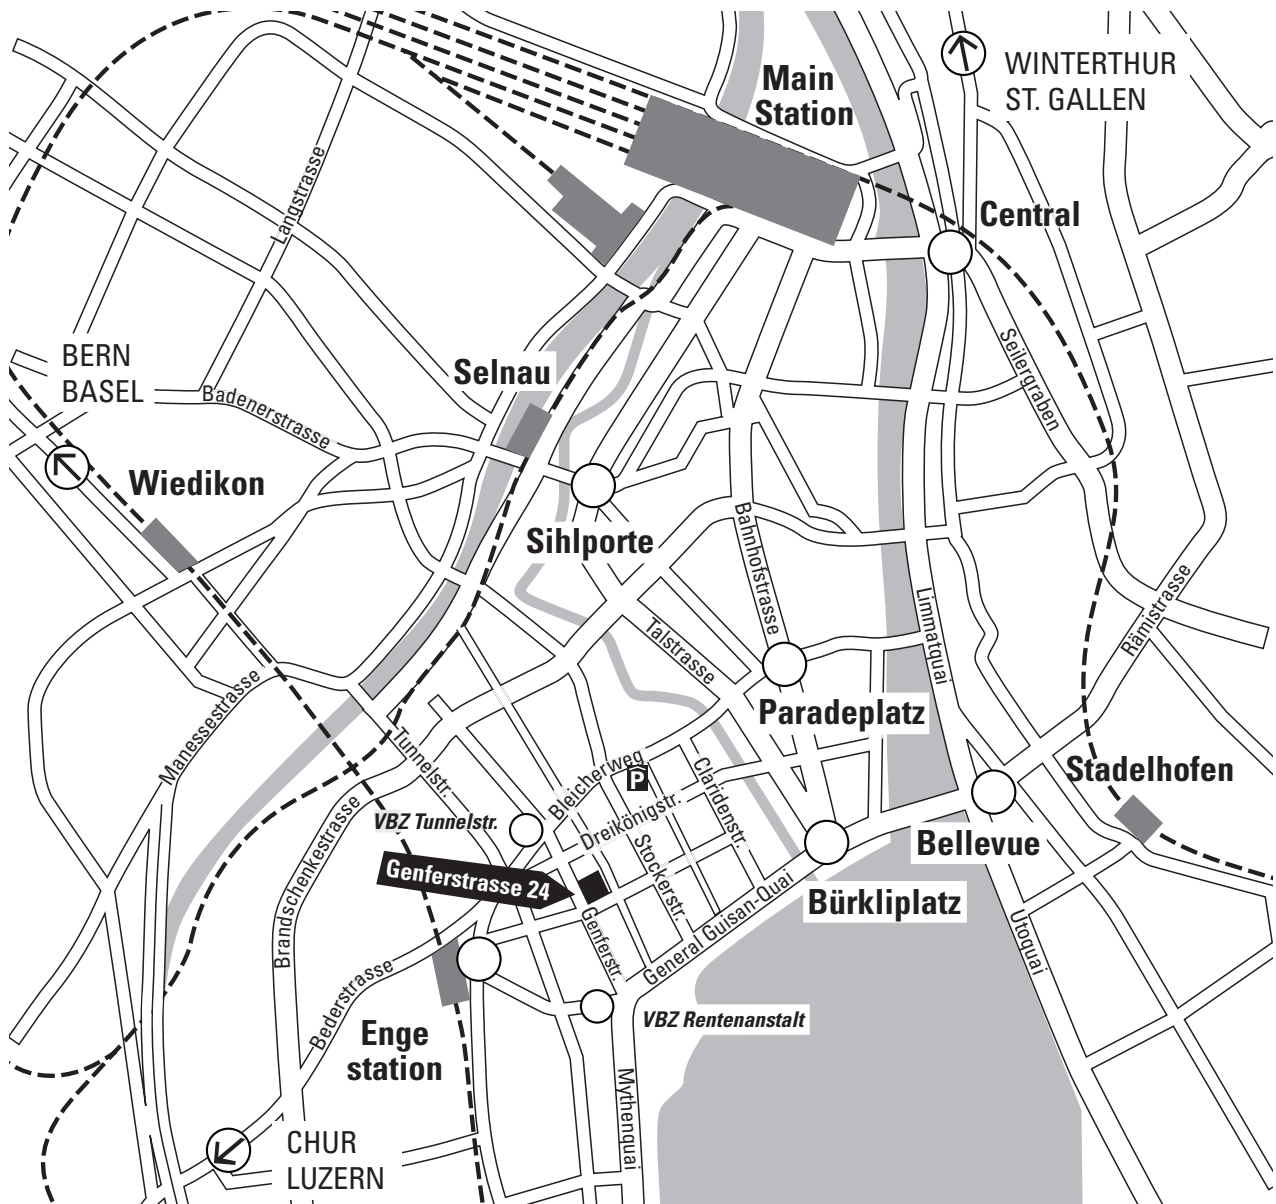 Main
Station
WINTERTHUR
ST. GALLEN
Langstrasse
Central
BERN
BASEL
Selnau
Seilergraben
Badenerstrasse
Wiedikon
Sihlporte
Bahnhofstrasse
Limmatquai
Rämistrasse
Talstrasse
Manessestrasse
Paradeplatz
Tunnelstr.
Bleicherweg
P
Claridenstr.
Stadelhofen
VBZ Tunnelstr.
Dreikönigstr.
Brandschenkestrasse
Stockerstr.
Bellevue
Genferstrasse 24
Bürkliplatz
General Guisan-Quai
Genferstr.
Utoquai
Bederstrasse
VBZ Rentenanstalt
Enge
station
Mythenquai
CHUR
LUZERN